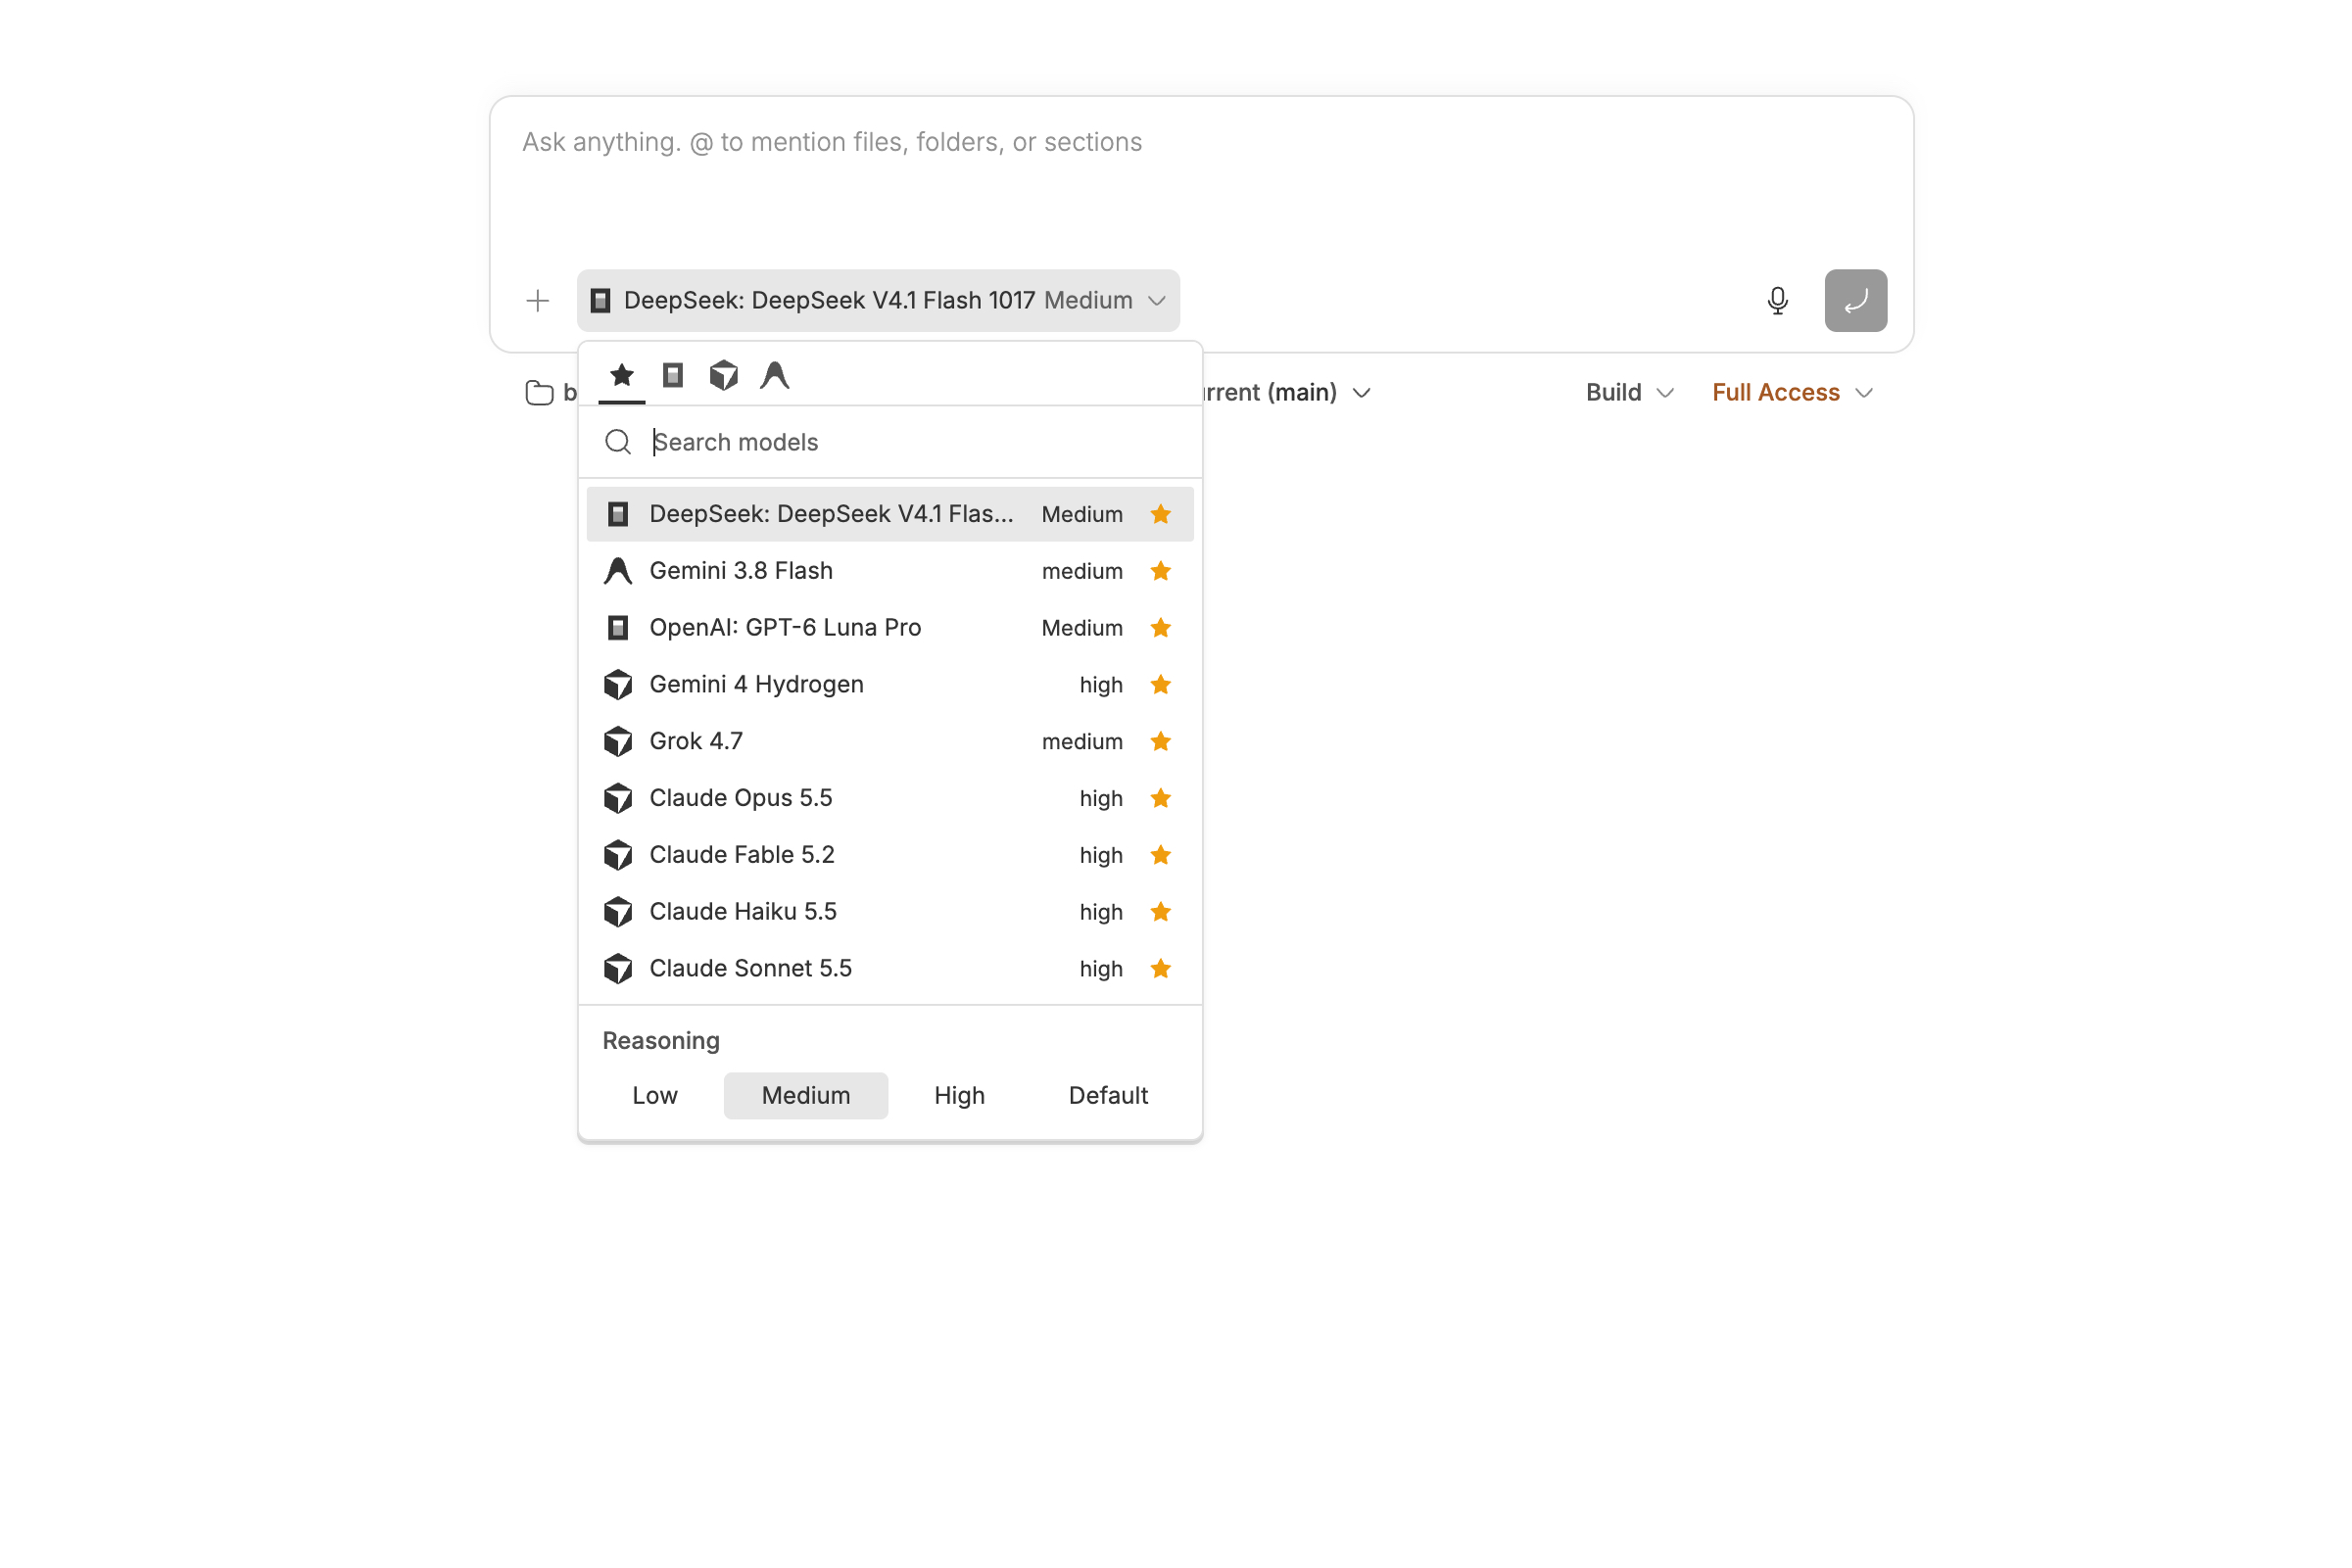 Ask anything. @ to mention files, folders, or sections
DeepSeek: DeepSeek V4.1 Flash 1017 Medium
b
rrent (main)
Build
Full Access
Search models
DeepSeek: DeepSeek V4.1 Flas... Medium
Gemini 3.8 Flash medium
OpenAI: GPT-6 Luna Pro Medium
Gemini 4 Hydrogen high
Grok 4.7 medium
Claude Opus 5.5 high
Claude Fable 5.2 high
Claude Haiku 5.5 high
Claude Sonnet 5.5 high
Reasoning
Low Medium High Default